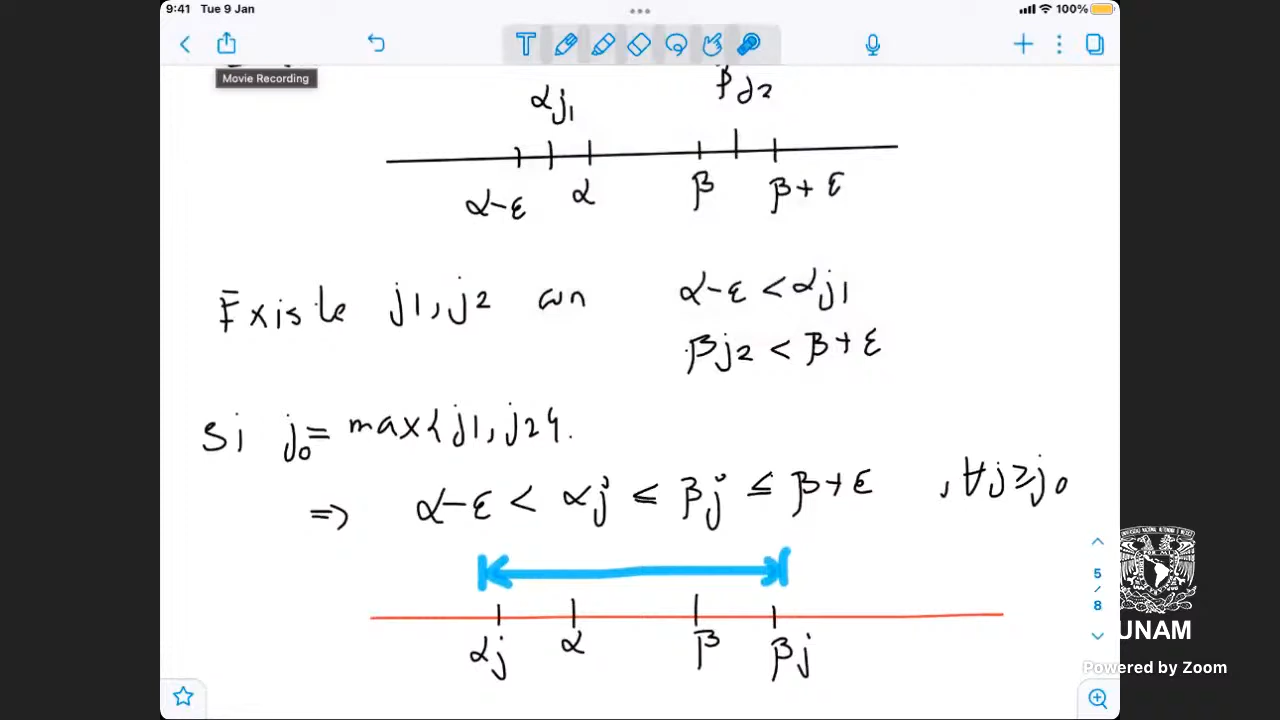 9:41 Tue 9 Jan
100%
Movie Recording
αj1 βj2
α-ε α β β+ε
Existe j1,j2 con α-ε < αj1
βj2 < β+ε
Si j0= max{j1,j2}.
=> α-ε < αj ≤ βj ≤ β+ε , ∀j≥j0
αj α β βj
5
/
8
UNAM
Powered by Zoom